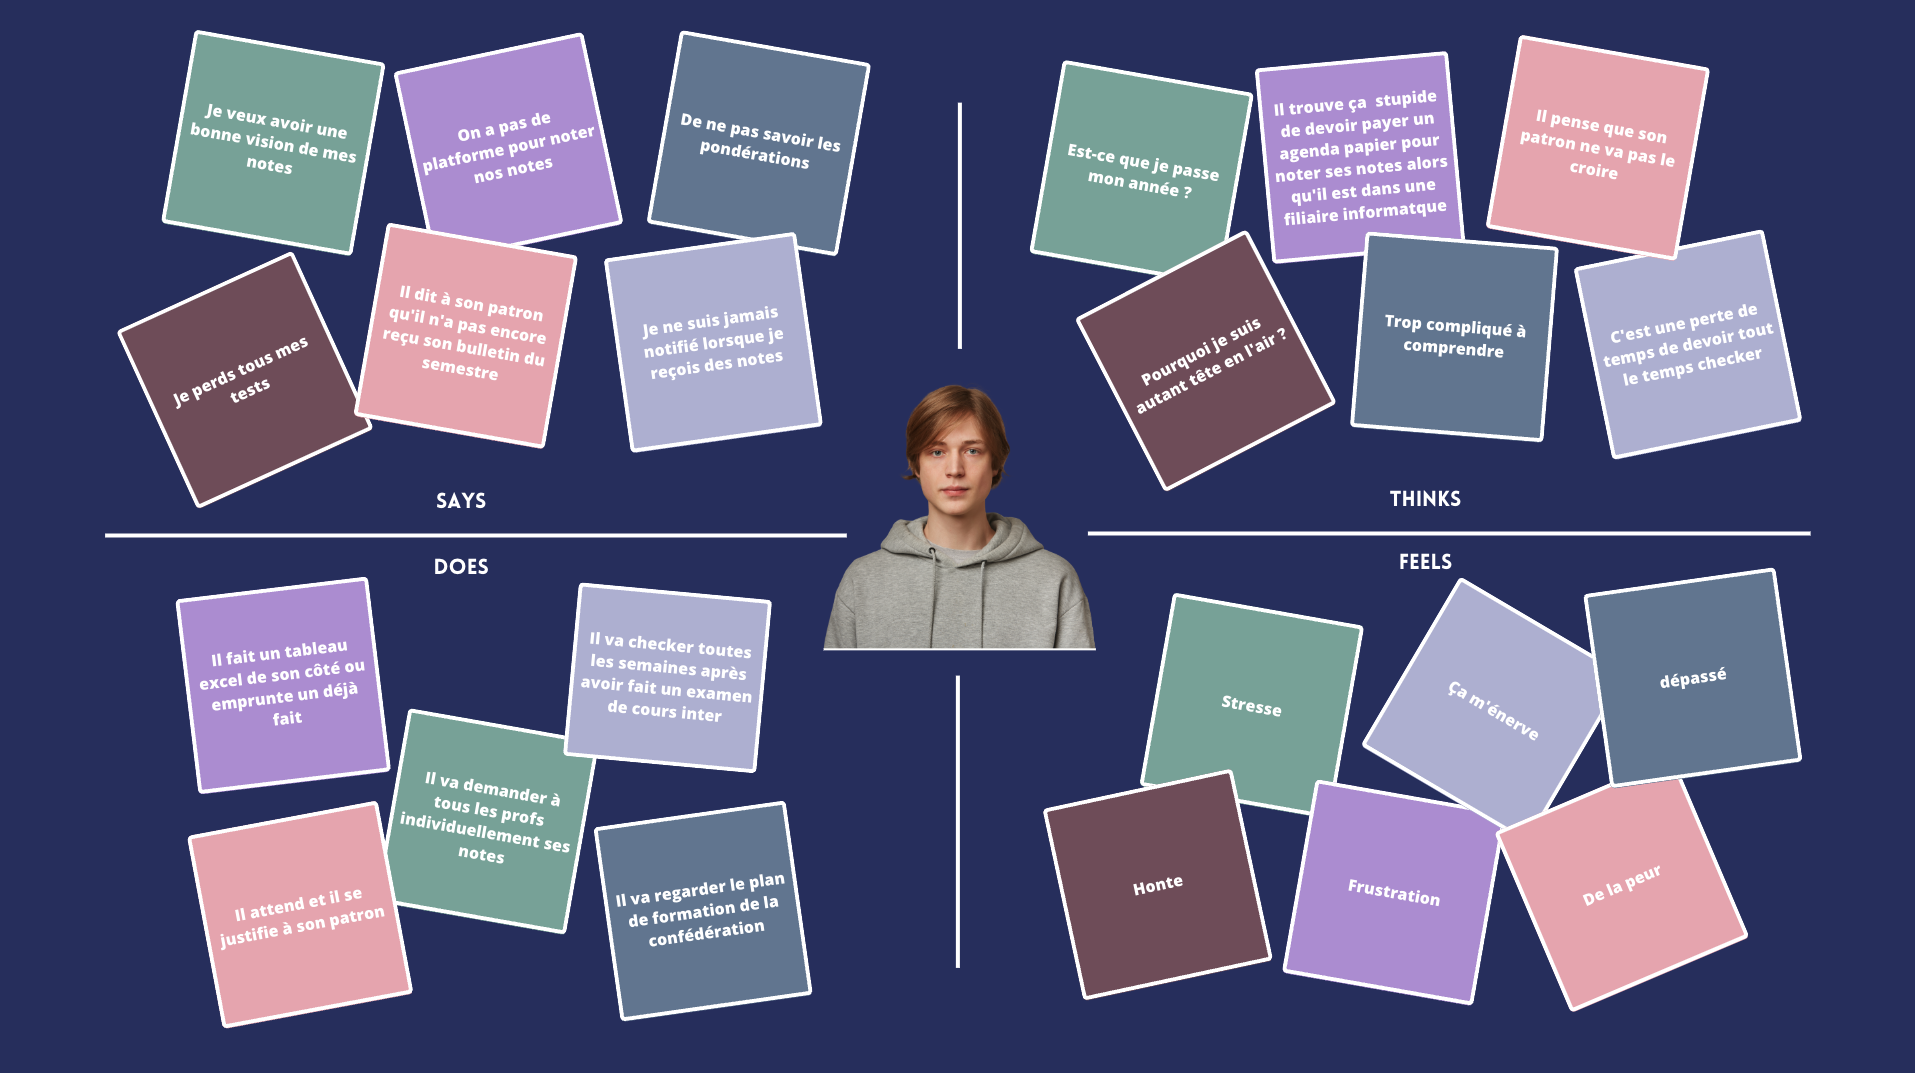 Je veux avoir une
bonne vision de mes
notes
On a pas de
platforme pour noter
nos notes
De ne pas savoir les
pondérations
Je perds tous mes
tests
Il dit à son patron
qu'il n'a pas encore
reçu son bulletin du
semestre
Je ne suis jamais
notifié lorsque je
reçois des notes
SAYS
Est-ce que je passe
mon année ?
Il trouve ça stupide
de devoir payer un
agenda papier pour
noter ses notes alors
qu'il est dans une
filiaire informatque
Il pense que son
patron ne va pas le
croire
Pourquoi je suis
autant tête en l'air ?
Trop compliqué à
comprendre
C'est une perte de
temps de devoir tout
le temps checker
THINKS
DOES
Il fait un tableau
excel de son côté ou
emprunte un déjà
fait
Il va checker toutes
les semaines après
avoir fait un examen
de cours inter
Il va demander à
tous les profs
individuellement ses
notes
Il attend et il se
justifie à son patron
Il va regarder le plan
de formation de la
confédération
FEELS
Stresse
Ça m'énerve
dépassé
Honte
Frustration
De la peur